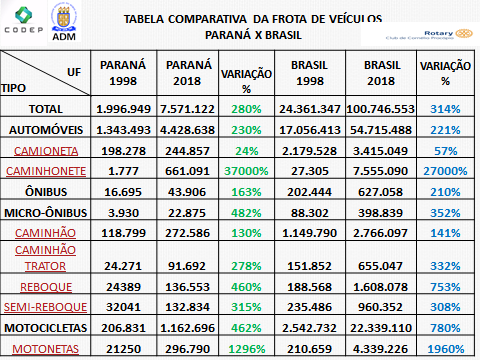 TABELA COMPARATIVA DA FROTA DE VEÍCULOS
PARANÁ X BRASIL
CODEP
ADM
Rotary
Club de Cornélio Procópio
UF
TIPO
PARANÁ 1998
PARANÁ 2018
VARIAÇÃO %
BRASIL 1998
BRASIL 2018
VARIAÇÃO %
TOTAL 1.996.949 7.571.122 280% 24.361.347 100.746.553 314%
AUTOMÓVEIS 1.343.493 4.428.638 230% 17.056.413 54.715.488 221%
CAMIONETA 198.278 244.857 24% 2.179.528 3.415.049 57%
CAMINHONETE 1.777 661.091 37000% 27.305 7.555.090 27000%
ÔNIBUS 16.695 43.906 163% 202.444 627.058 210%
MICRO-ÔNIBUS 3.930 22.875 482% 88.302 398.839 352%
CAMINHÃO 118.799 272.586 130% 1.149.790 2.766.097 141%
CAMINHÃO
TRATOR 24.271 91.692 278% 151.852 655.047 332%
REBOQUE 24389 136.553 460% 188.568 1.608.078 753%
SEMI-REBOQUE 32041 132.834 315% 235.486 960.352 308%
MOTOCICLETAS 206.831 1.162.696 462% 2.542.732 22.339.110 780%
MOTONETAS 21250 296.790 1296% 210.659 4.339.226 1960%